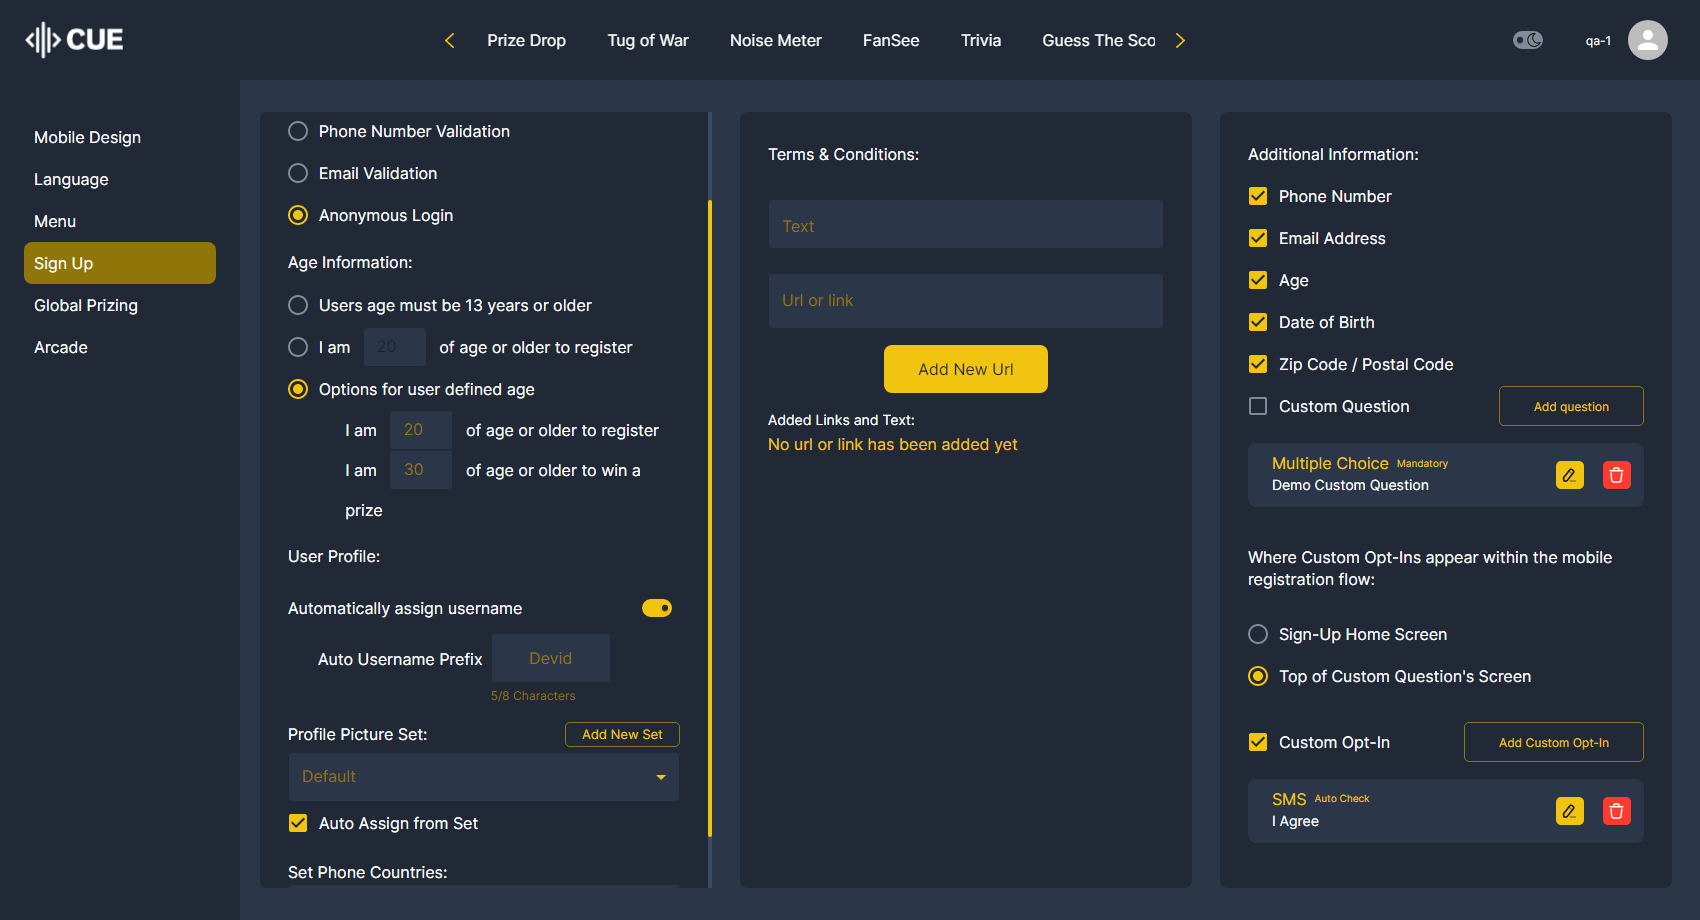 CUE
Prize Drop
Tug of War
Noise Meter
FanSee
Trivia
Guess The Sco
qa-1
Mobile Design
Language
Menu
Sign Up
Global Prizing
Arcade
Phone Number Validation
Email Validation
Anonymous Login
Age Information:
Users age must be 13 years or older
I am 20 of age or older to register
Options for user defined age
I am 20 of age or older to register
I am 30 of age or older to win a
prize
User Profile:
Automatically assign username
Auto Username Prefix Devid
5/8 Characters
Profile Picture Set: Add New Set
Default
Auto Assign from Set
Set Phone Countries:
Terms & Conditions:
Text
Url or link
Add New Url
Added Links and Text:
No url or link has been added yet
Additional Information:
Phone Number
Email Address
Age
Date of Birth
Zip Code / Postal Code
Custom Question Add question
Multiple Choice Mandatory
Demo Custom Question
Where Custom Opt-Ins appear within the mobile
registration flow:
Sign-Up Home Screen
Top of Custom Question's Screen
Custom Opt-In Add Custom Opt-In
SMS Auto Check
I Agree